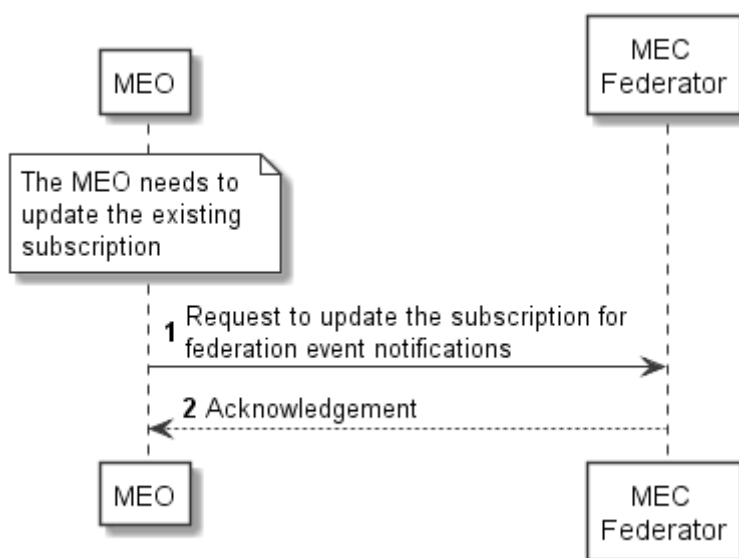 MEO
MEC
Federator
The MEO needs to
update the existing
subscription
1 Request to update the subscription for
federation event notifications
2 Acknowledgement
MEO
MEC
Federator